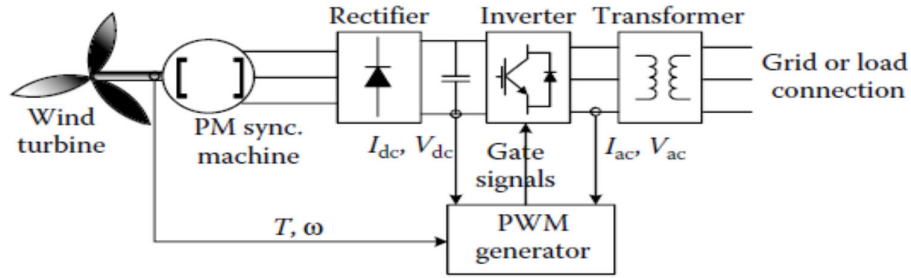 Rectifier
Inverter
Transformer
Wind
turbine
PM sync.
machine
I_dc, V_dc
Gate
signals
I_ac, V_ac
Grid or load
connection
T, ω
PWM
generator